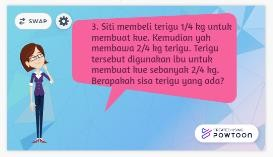 SWAP
3. Siti membeli terigu 1/4 kg untuk
membuat kue. Kemudian yah
membawa 2/4 kg terigu. Terigu
tersebut digunakan ibu untuk
membuat kue sebanyak 2/4 kg.
Berapakah sisa terigu yang ada?
CREATED USING
POWTOON